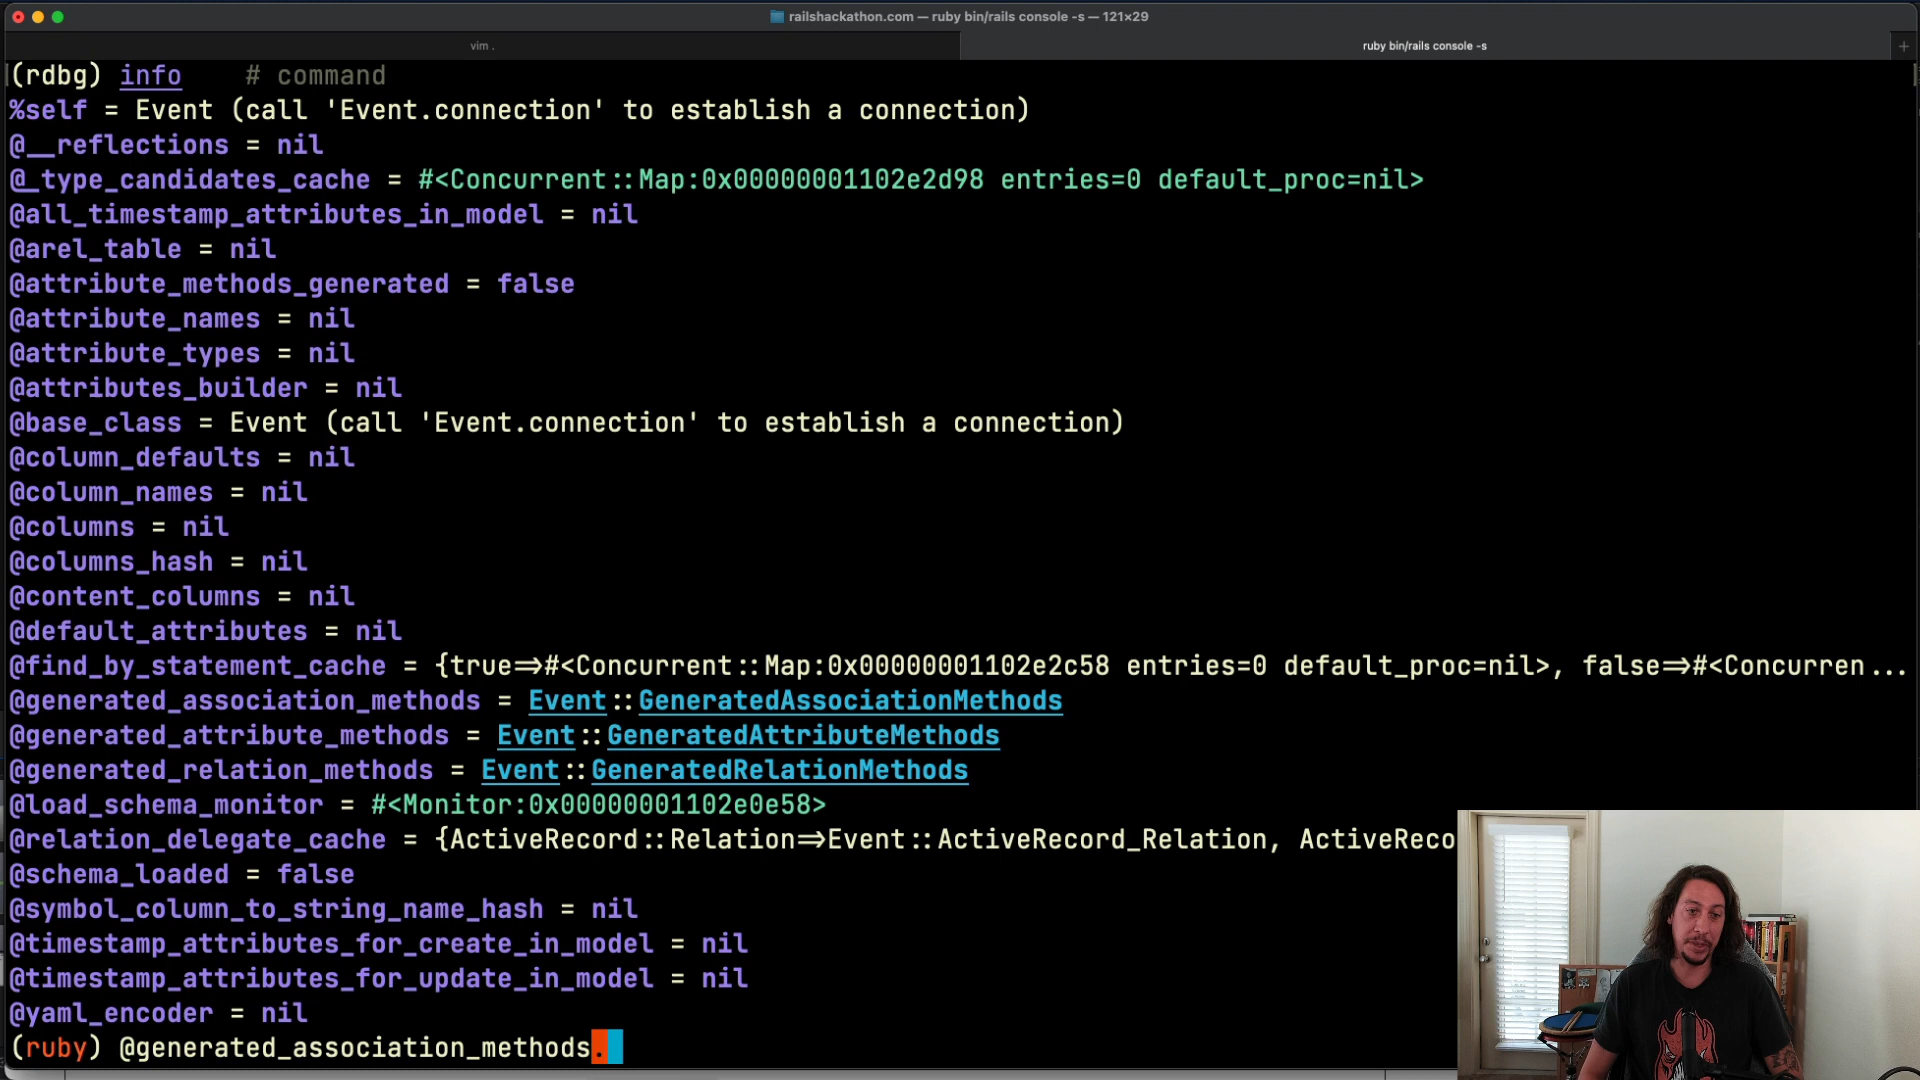 railshackathon.com — ruby bin/rails console -s — 121×29
vim .
ruby bin/rails console -s
(rdbg) info    # command
%self = Event (call 'Event.connection' to establish a connection)
@__reflections = nil
@_type_candidates_cache = #<Concurrent::Map:0x00000001102e2d98 entries=0 default_proc=nil>
@all_timestamp_attributes_in_model = nil
@arel_table = nil
@attribute_methods_generated = false
@attribute_names = nil
@attribute_types = nil
@attributes_builder = nil
@base_class = Event (call 'Event.connection' to establish a connection)
@column_defaults = nil
@column_names = nil
@columns = nil
@columns_hash = nil
@content_columns = nil
@default_attributes = nil
@find_by_statement_cache = {true=>#<Concurrent::Map:0x00000001102e2c58 entries=0 default_proc=nil>, false=>#<Concurren...
@generated_association_methods = Event::GeneratedAssociationMethods
@generated_attribute_methods = Event::GeneratedAttributeMethods
@generated_relation_methods = Event::GeneratedRelationMethods
@load_schema_monitor = #<Monitor:0x00000001102e0e58>
@relation_delegate_cache = {ActiveRecord::Relation=>Event::ActiveRecord_Relation, ActiveReco
@schema_loaded = false
@symbol_column_to_string_name_hash = nil
@timestamp_attributes_for_create_in_model = nil
@timestamp_attributes_for_update_in_model = nil
@yaml_encoder = nil
(ruby) @generated_association_methods.